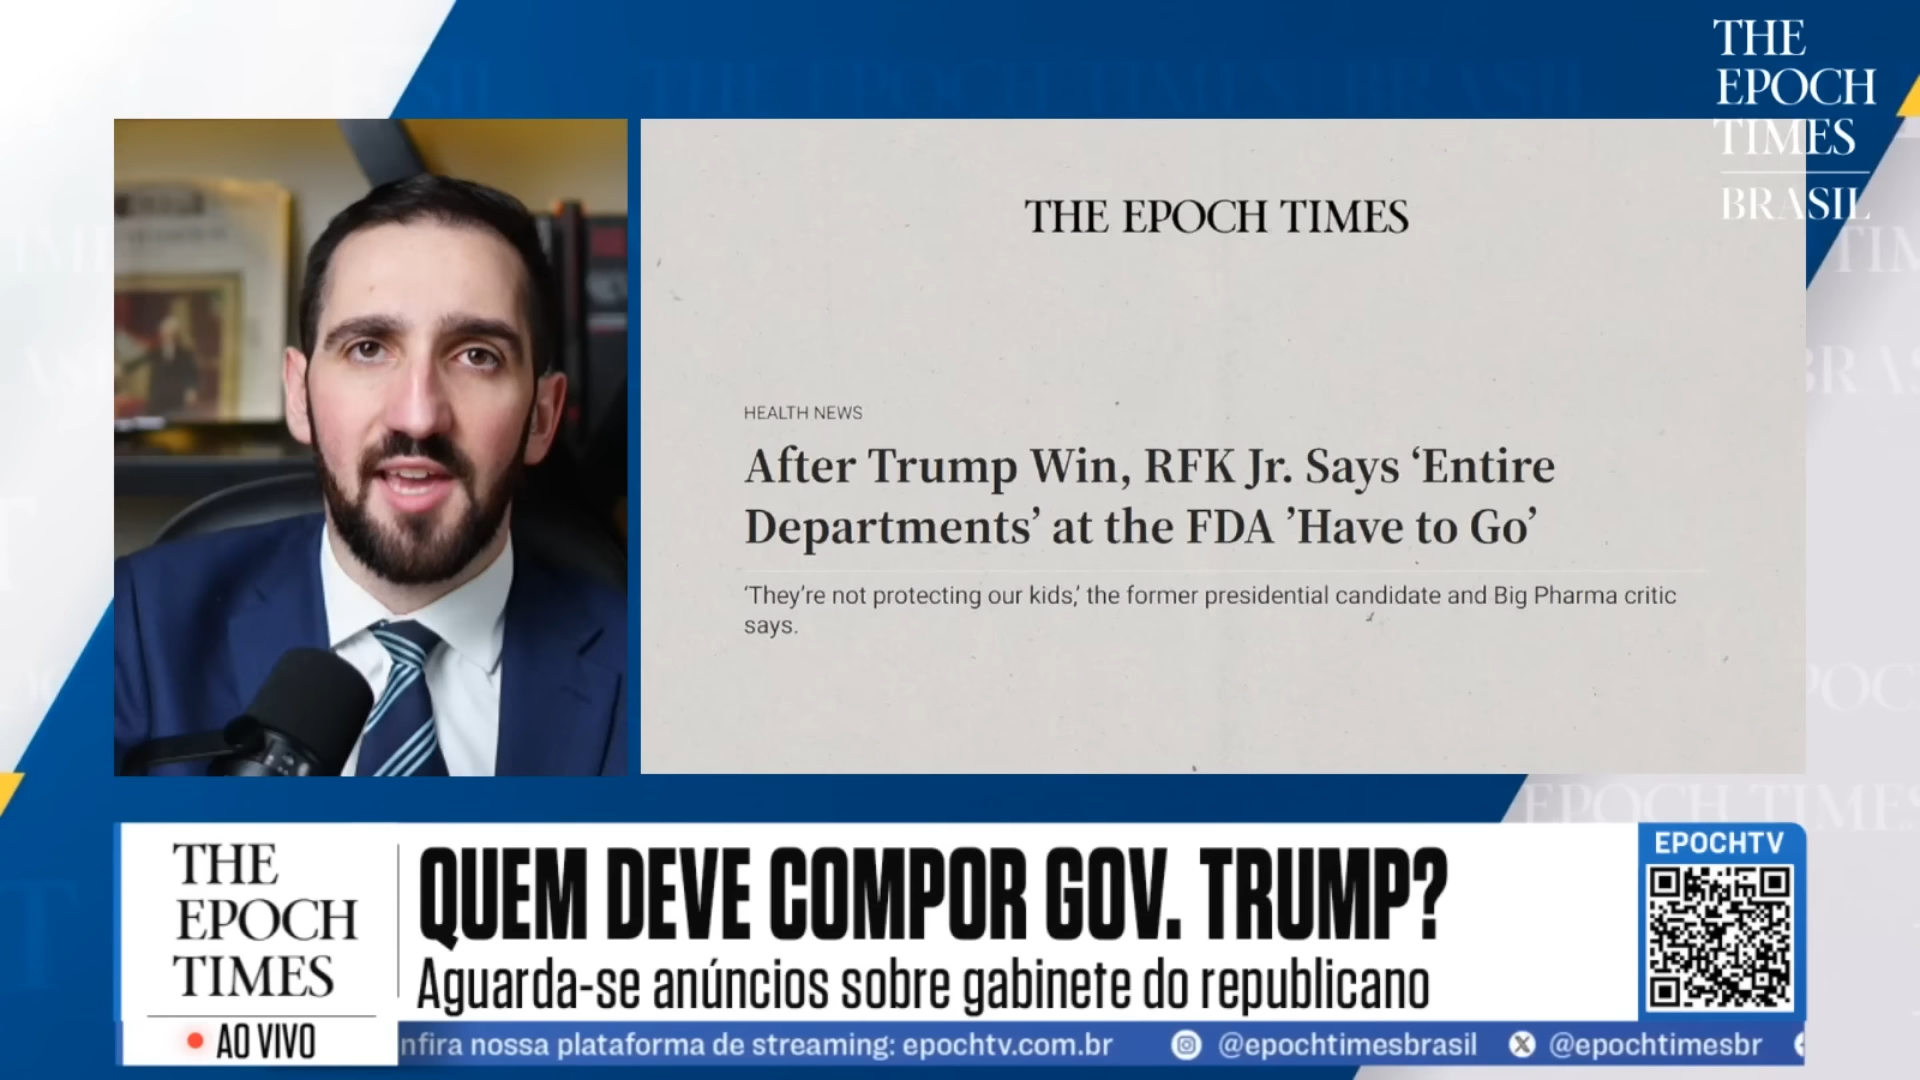 THE
EPOCH
TIMES
BRASIL
THE EPOCH TIMES
HEALTH NEWS
After Trump Win, RFK Jr. Says ‘Entire
Departments’ at the FDA ’Have to Go’
‘They’re not protecting our kids,’ the former presidential candidate and Big Pharma critic
says.
THE
EPOCH
TIMES
AO VIVO
QUEM DEVE COMPOR GOV. TRUMP?
Aguarda-se anúncios sobre gabinete do republicano
EPOCHTV
nfira nossa plataforma de streaming: epochtv.com.br @epochtimesbrasil @epochtimesbr